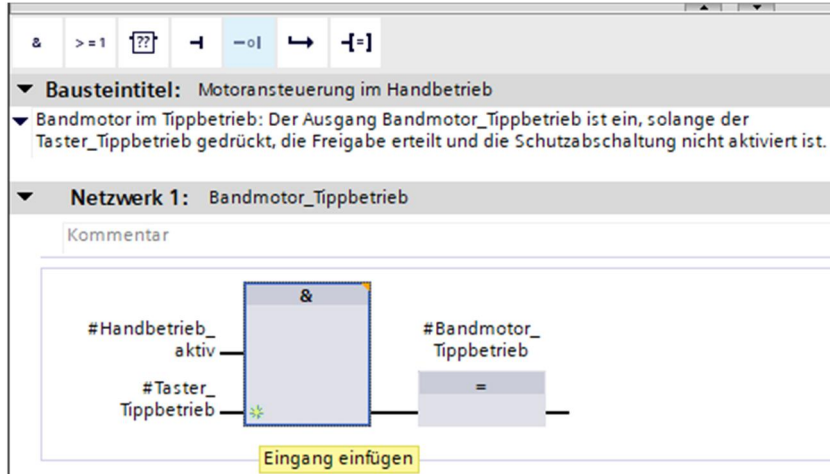 & >=1 ?? -o| [=]
Bausteintitel: Motoransteuerung im Handbetrieb
Bandmotor im Tippbetrieb: Der Ausgang Bandmotor_Tippbetrieb ist ein, solange der
Taster_Tippbetrieb gedrückt, die Freigabe erteilt und die Schutzabschaltung nicht aktiviert ist.
Netzwerk 1: Bandmotor_Tippbetrieb
Kommentar
&
#Handbetrieb_
aktiv
#Bandmotor_
Tippbetrieb
#Taster_
Tippbetrieb
=
Eingang einfügen